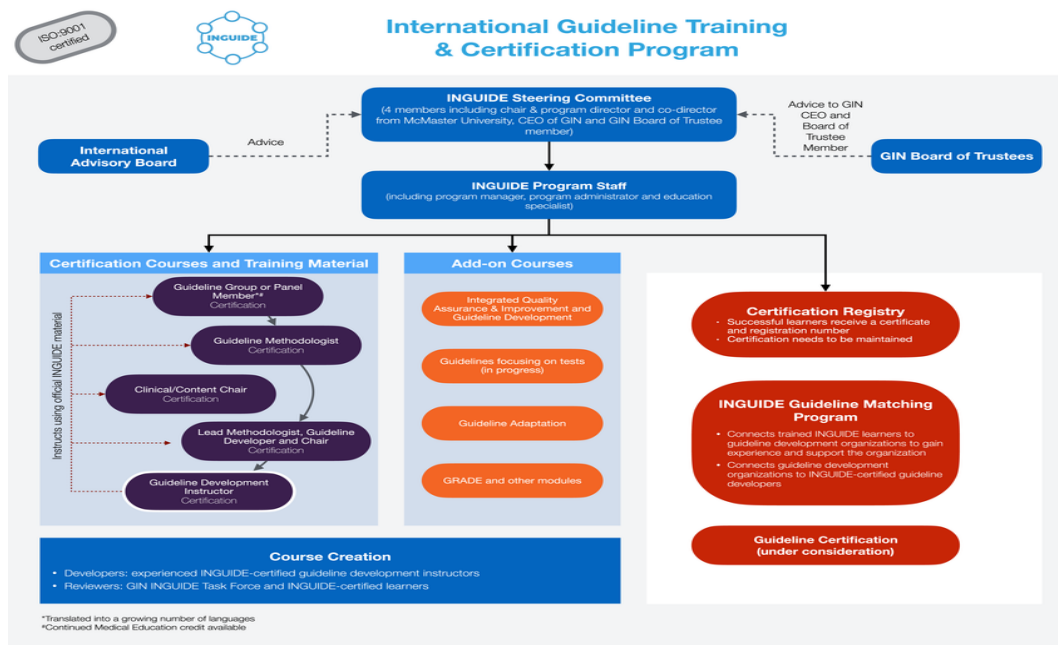 ISO:9001
certified
INGUIDE
International Guideline Training
& Certification Program
INGUIDE Steering Committee
(4 members including chair & program director and co-director
from McMaster University, CEO of GIN and GIN Board of Trustee
member)
Advice to GIN
CEO and
Board of
Trustee
Member
Advice
International
Advisory Board
GIN Board of Trustees
INGUIDE Program Staff
(including program manager, program administrator and education
specialist)
Certification Courses and Training Material
Instructs using official INGUIDE material
Guideline Group or Panel
Member*#
Certification
Guideline Methodologist
Certification
Clinical/Content Chair
Certification
Lead Methodologist, Guideline
Developer and Chair
Certification
Guideline Development
Instructor
Certification
Add-on Courses
Integrated Quality
Assurance & Improvement and
Guideline Development
Guidelines focusing on tests
(in progress)
Guideline Adaptation
GRADE and other modules
Certification Registry
• Successful learners receive a certificate
and registration number
• Certification needs to be maintained
INGUIDE Guideline Matching
Program
• Connects trained INGUIDE learners to
guideline development organizations to gain
experience and support the organization
• Connects guideline development
organizations to INGUIDE-certified guideline
developers
Guideline Certification
(under consideration)
Course Creation
• Developers: experienced INGUIDE-certified guideline development instructors
• Reviewers: GIN INGUIDE Task Force and INGUIDE-certified learners
*Translated into a growing number of languages
#Continued Medical Education credit available